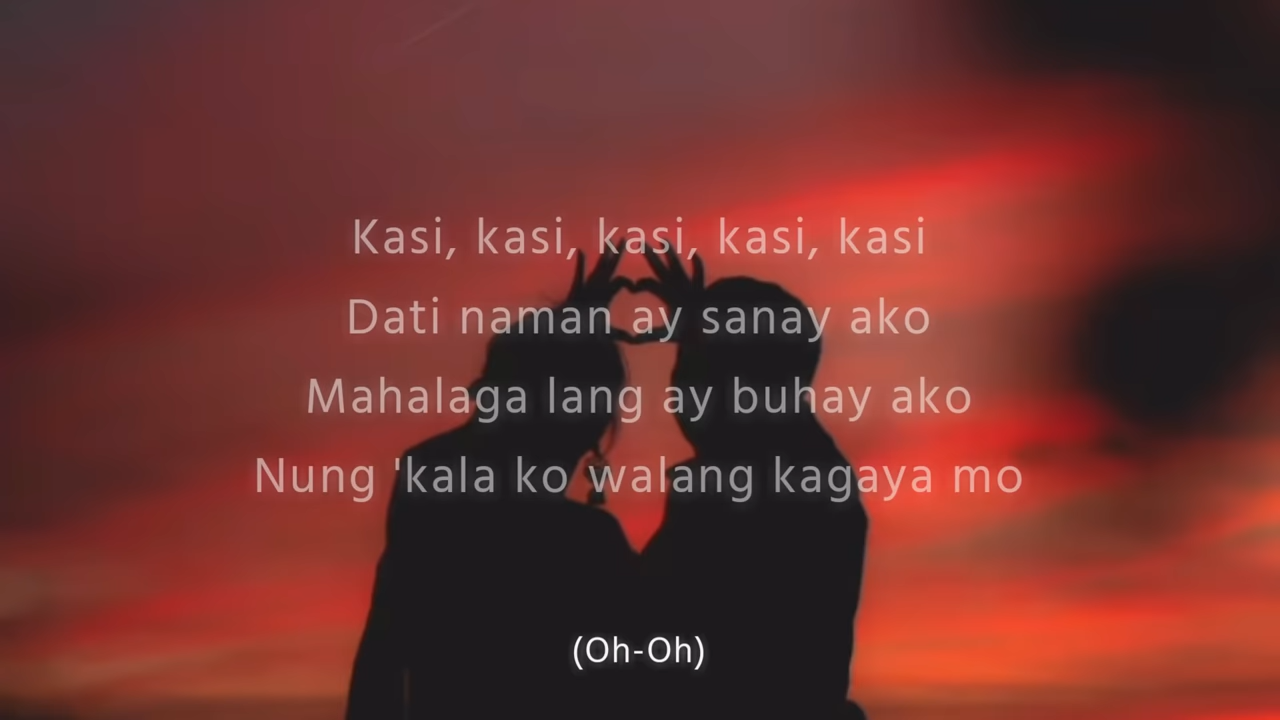 Kasi, kasi, kasi, kasi, kasi
Dati naman ay sanay ako
Mahalaga lang ay buhay ako
Nung 'kala ko walang kagaya mo
(Oh-Oh)